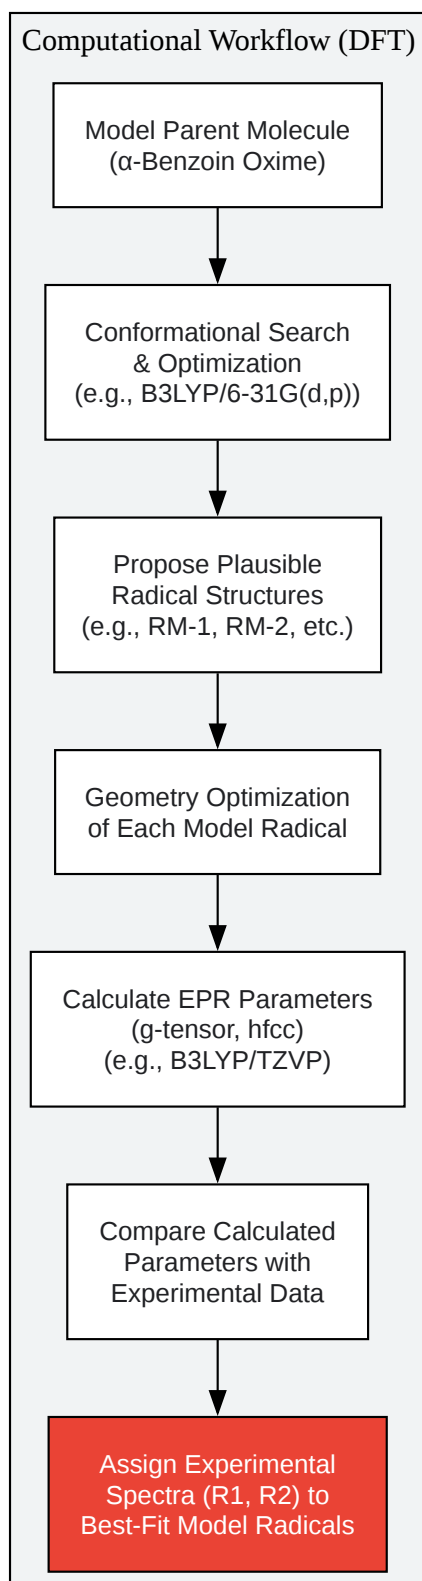 Computational Workflow (DFT)
Model Parent Molecule
(α-Benzoin Oxime)
Conformational Search
& Optimization
(e.g., B3LYP/6-31G(d,p))
Propose Plausible
Radical Structures
(e.g., RM-1, RM-2, etc.)
Geometry Optimization
of Each Model Radical
Calculate EPR Parameters
(g-tensor, hfcc)
(e.g., B3LYP/TZVP)
Compare Calculated
Parameters with
Experimental Data
Assign Experimental
Spectra (R1, R2) to
Best-Fit Model Radicals